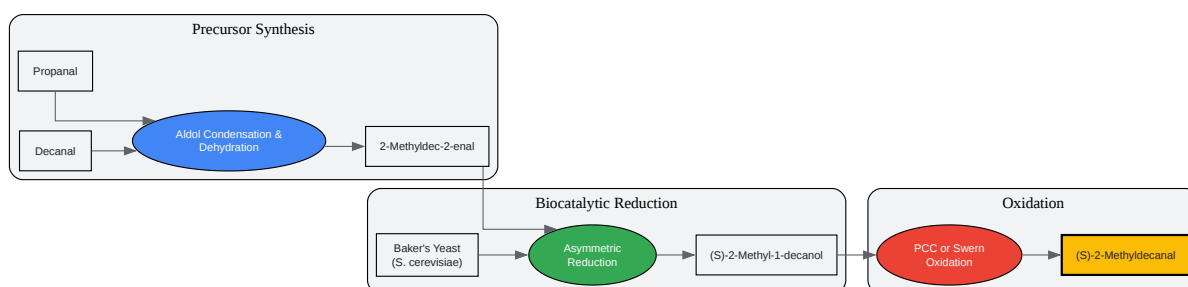 Precursor Synthesis
Propanal
Decanal
Aldol Condensation &
Dehydration
2-Methyldec-2-enal
Biocatalytic Reduction
Baker's Yeast
(S. cerevisiae)
Asymmetric
Reduction
(S)-2-Methyl-1-decanol
Oxidation
PCC or Swern
Oxidation
(S)-2-Methyldecanal